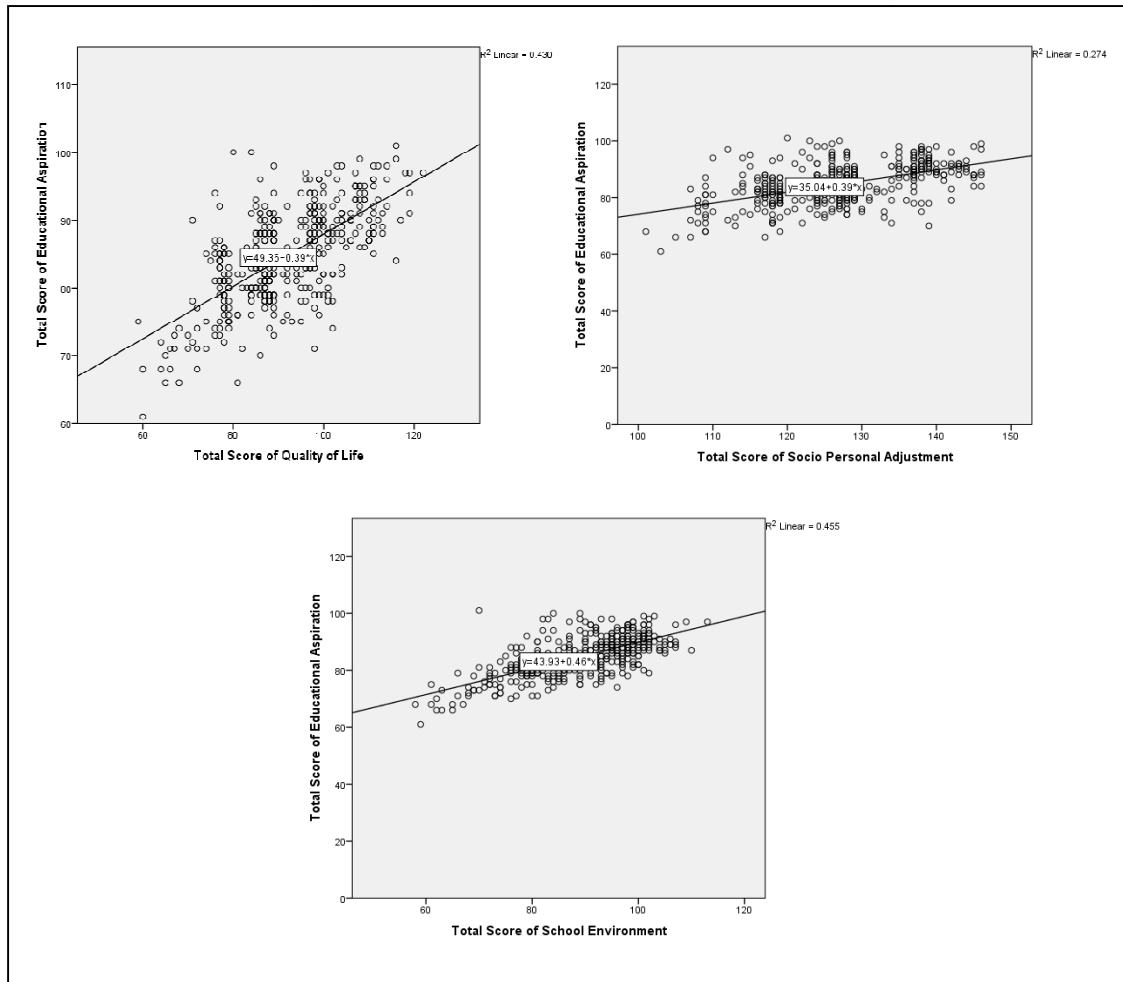 R² Linear = 0.430
Total Score of Educational Aspiration
110
100
90
80
70
60
y=49.35+0.39*x
60
80
100
120
Total Score of Quality of Life
R² Linear = 0.274
Total Score of Educational Aspiration
120
100
80
60
40
20
0
y=35.04+0.39*x
100
110
120
130
140
150
Total Score of Socio Personal Adjustment
R² Linear = 0.455
Total Score of Educational Aspiration
120
100
80
60
40
20
0
y=43.93+0.46*x
60
80
100
120
Total Score of School Environment